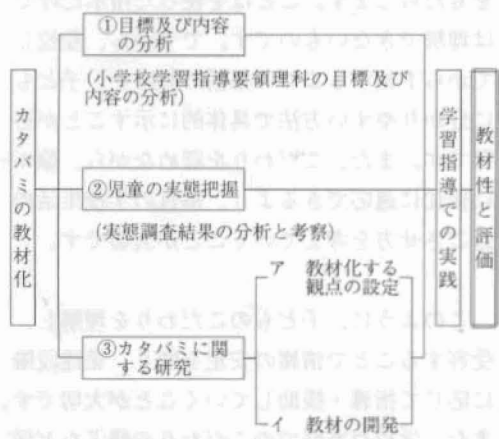 カタバミの教材化
①目標及び内容
の分析
(小学校学習指導要領理科の目標及び
内容の分析)
②児童の実態把握
(実態調査結果の分析と考察)
③カタバミに関
する研究
ア 教材化する
観点の設定
イ 教材の開発
学習指導での実践
教材性と評価